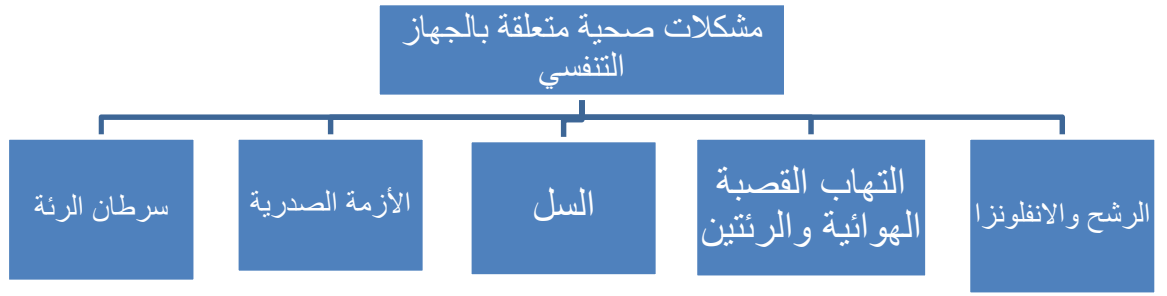 مشكلات صحية متعلقة بالجهاز
التنفسي
الرشح والانفلونزا
التهاب القصبة
الهوائية والرئتين
السل
الأزمة الصدرية
سرطان الرئة